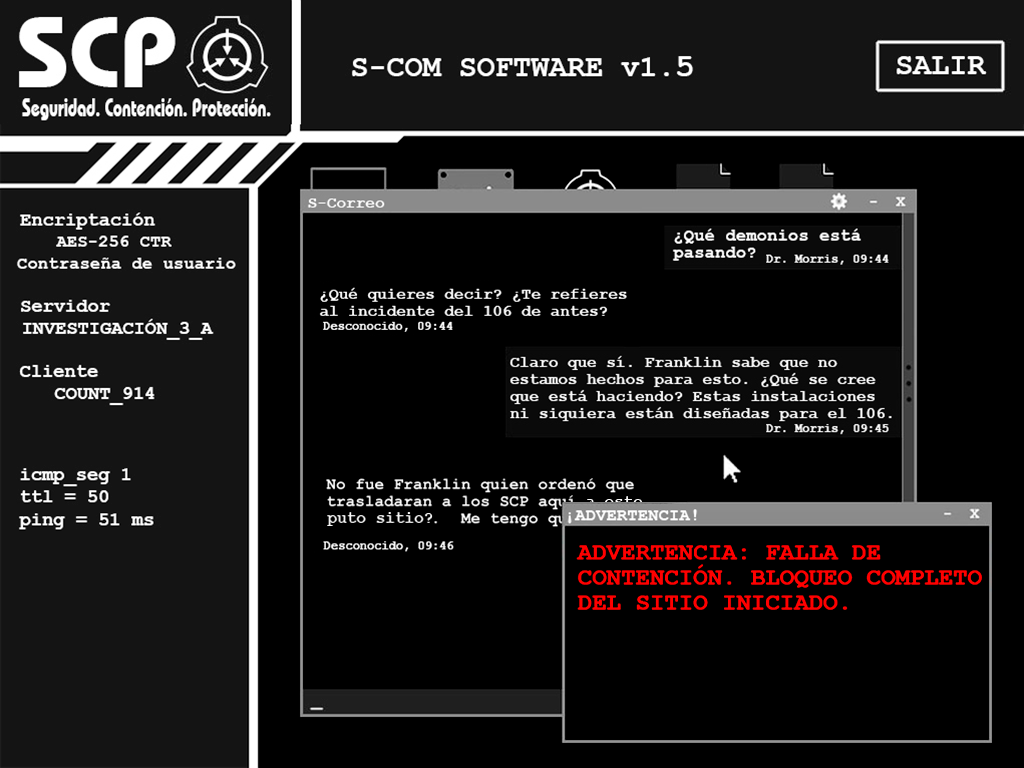 SCP
Seguridad. Contención. Protección.
S-COM SOFTWARE v1.5
SALIR
Encriptación
AES-256 CTR
Contraseña de usuario
Servidor
INVESTIGACIÓN_3_A
Cliente
COUNT_914
icmp_seg 1
ttl = 50
ping = 51 ms
S-Correo
- X
¿Qué demonios está
pasando? Dr. Morris, 09:44
¿Qué quieres decir? ¿Te refieres
al incidente del 106 de antes?
Desconocido, 09:44
Claro que sí. Franklin sabe que no
estamos hechos para esto. ¿Qué se cree
que está haciendo? Estas instalaciones
ni siquiera están diseñadas para el 106.
Dr. Morris, 09:45
No fue Franklin quien ordenó que
trasladaran a los SCP aquí a este
puto sitio?. Me tengo qu
Desconocido, 09:46
_
¡ADVERTENCIA!
- X
ADVERTENCIA: FALLA DE
CONTENCIÓN. BLOQUEO COMPLETO
DEL SITIO INICIADO.